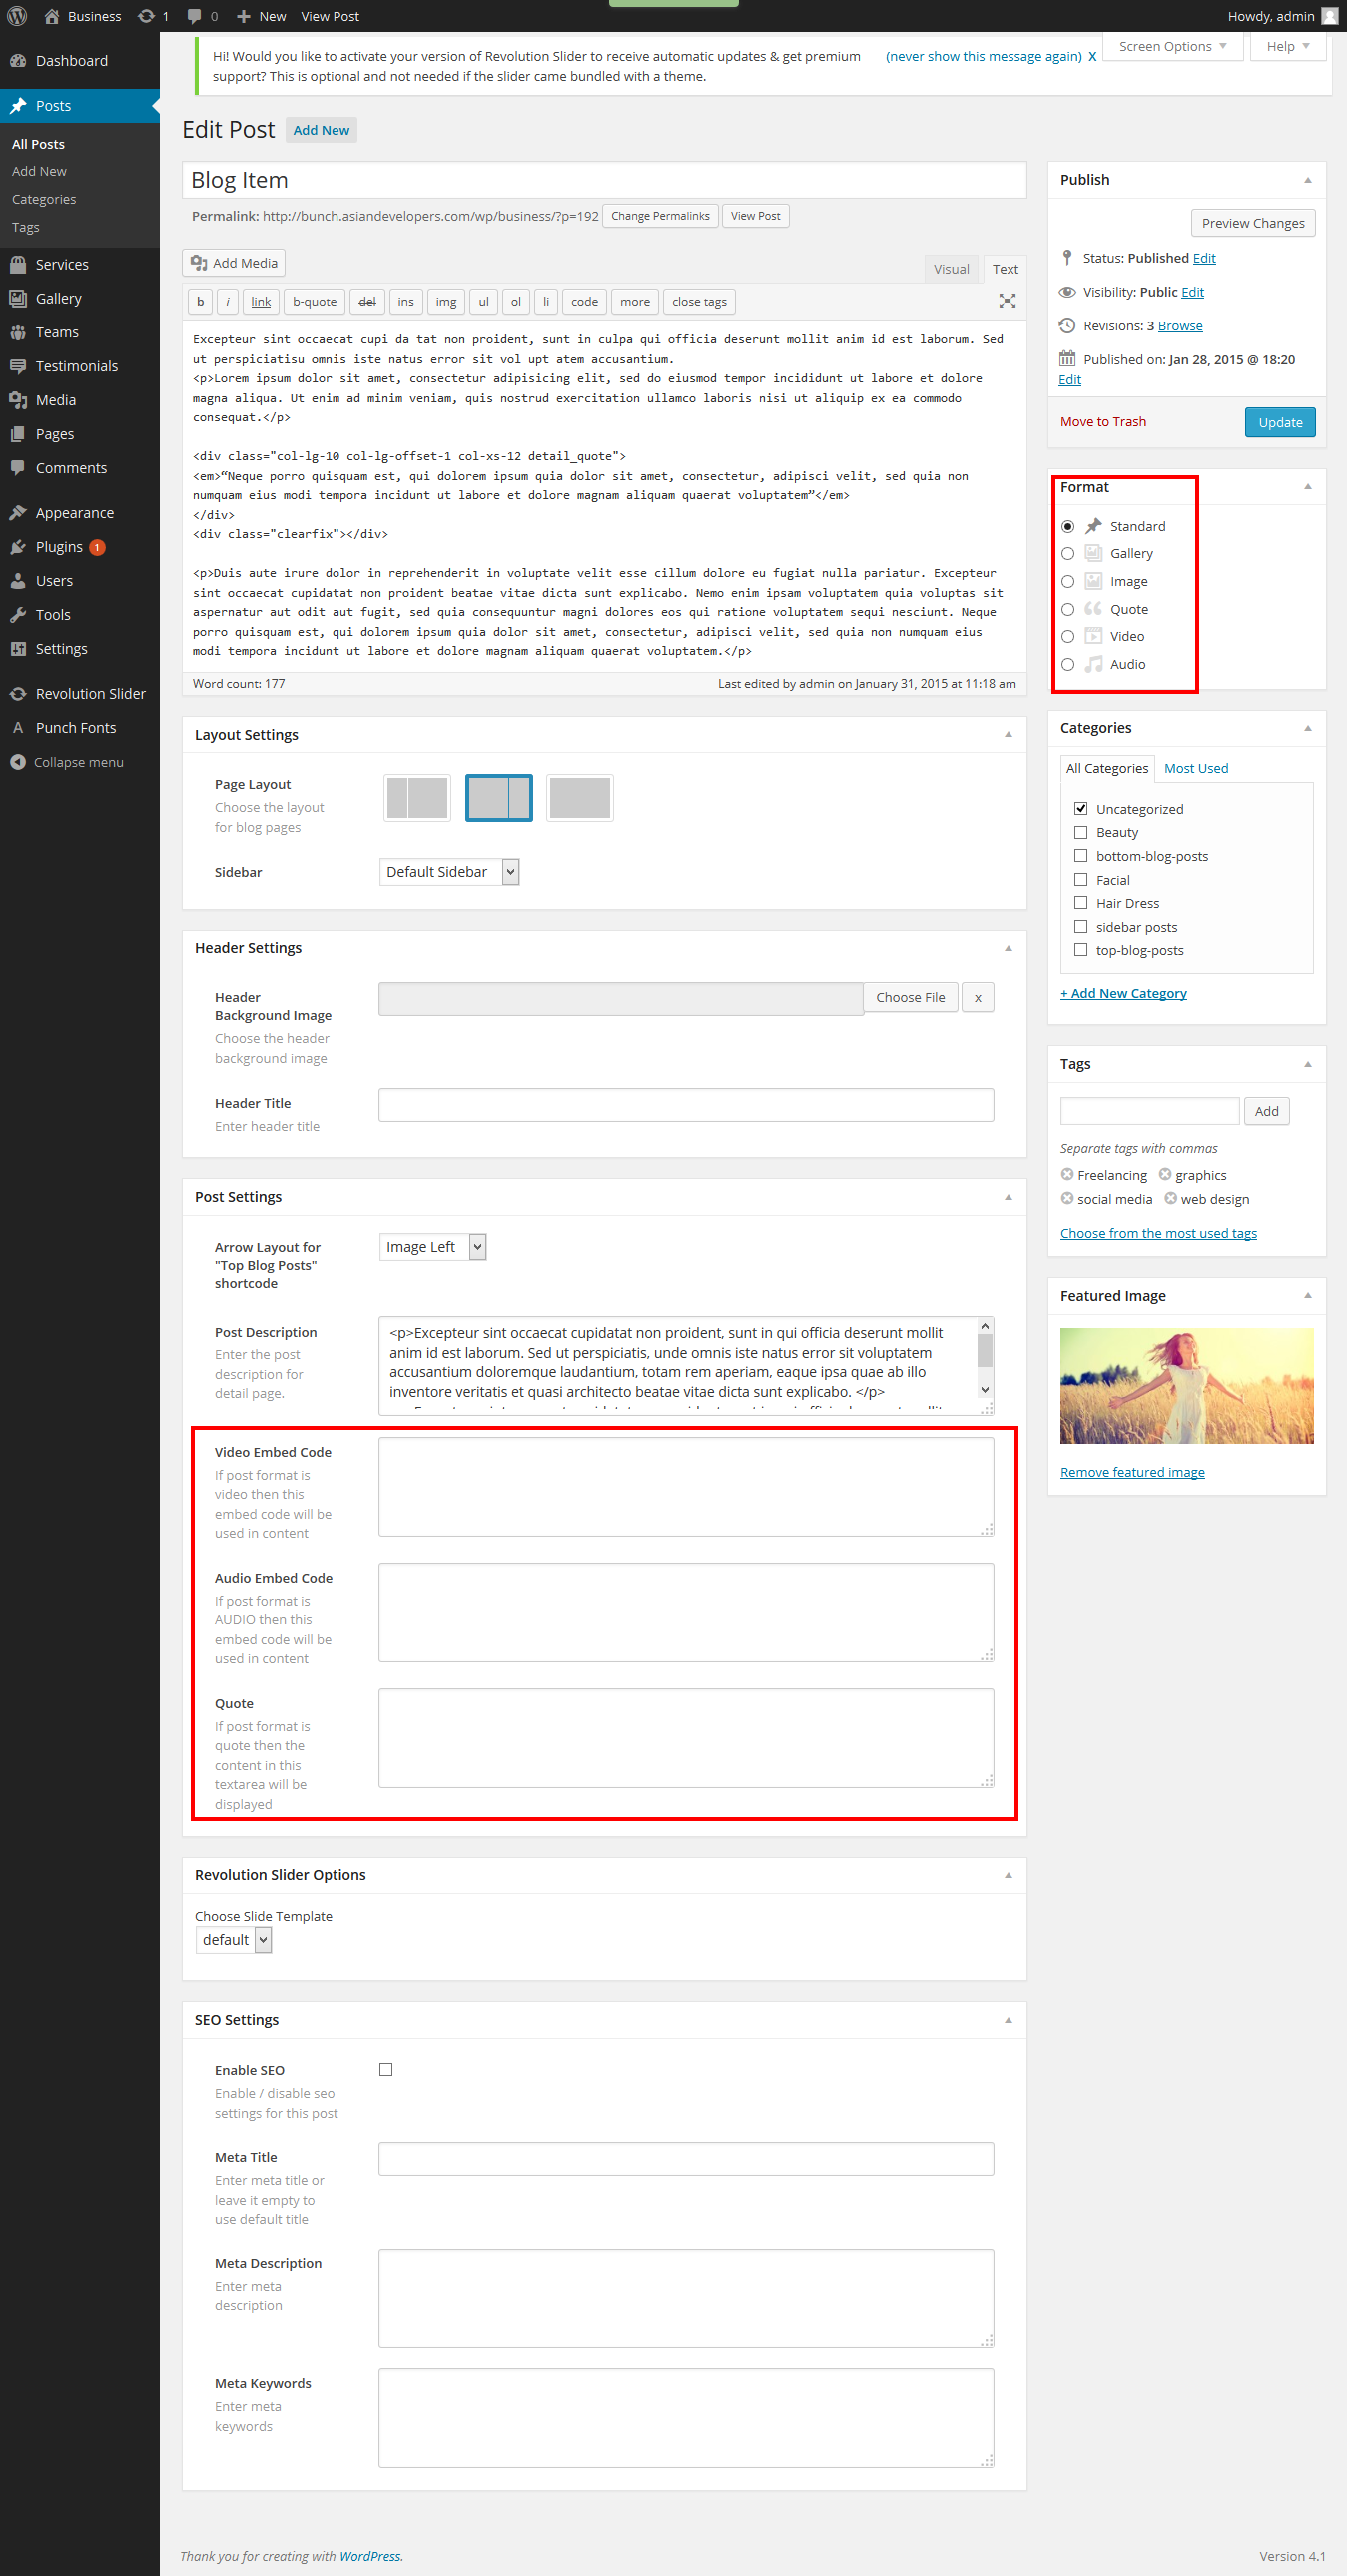 Business 1 0 New View Post Howdy, admin
Dashboard
Posts
All Posts
Add New
Categories
Tags
Services
Gallery
Teams
Testimonials
Media
Pages
Comments
Appearance
Plugins 1
Users
Tools
Settings
Revolution Slider
Punch Fonts
Collapse menu
Hi! Would you like to activate your version of Revolution Slider to receive automatic updates & get premium
support? This is optional and not needed if the slider came bundled with a theme.
(never show this message again) X
Screen Options Help
Edit Post Add New
Blog Item
Permalink: http://bunch.asiandevelopers.com/wp/business/?p=192 Change Permalinks View Post
Add Media
Visual Text
b i link b-quote del ins img ul ol li code more close tags
Excepteur sint occaecat cupi da tat non proident, sunt in culpa qui officia deserunt mollit anim id est laborum. Sed
ut perspiciatisu omnis iste natus error sit vol upt atem accusantium.
<p>Lorem ipsum dolor sit amet, consectetur adipisicing elit, sed do eiusmod tempor incididunt ut labore et dolore
magna aliqua. Ut enim ad minim veniam, quis nostrud exercitation ullamco laboris nisi ut aliquip ex ea commodo
consequat.</p>
<div class="col-lg-10 col-lg-offset-1 col-xs-12 detail_quote">
<em>“Neque porro quisquam est, qui dolorem ipsum quia dolor sit amet, consectetur, adipisci velit, sed quia non
numquam eius modi tempora incidunt ut labore et dolore magnam aliquam quaerat voluptatem”</em>
</div>
<div class="clearfix"></div>
<p>Duis aute irure dolor in reprehenderit in voluptate velit esse cillum dolore eu fugiat nulla pariatur. Excepteur
sint occaecat cupidatat non proident beatae vitae dicta sunt explicabo. Nemo enim ipsam voluptatem quia voluptas sit
aspernatur aut odit aut fugit, sed quia consequuntur magni dolores eos qui ratione voluptatem sequi nesciunt. Neque
porro quisquam est, qui dolorem ipsum quia dolor sit amet, consectetur, adipisci velit, sed quia non numquam eius
modi tempora incidunt ut labore et dolore magnam aliquam quaerat voluptatem.</p>
Word count: 177 Last edited by admin on January 31, 2015 at 11:18 am
Layout Settings
Page Layout
Choose the layout
for blog pages
Sidebar Default Sidebar
Header Settings
Header
Background Image
Choose the header
background image
Choose File x
Header Title
Enter header title
Post Settings
Arrow Layout for
"Top Blog Posts"
shortcode
Image Left
Post Description
Enter the post
description for
detail page.
<p>Excepteur sint occaecat cupidatat non proident, sunt in qui officia deserunt mollit
anim id est laborum. Sed ut perspiciatis, unde omnis iste natus error sit voluptatem
accusantium doloremque laudantium, totam rem aperiam, eaque ipsa quae ab illo
inventore veritatis et quasi architecto beatae vitae dicta sunt explicabo. </p>
Video Embed Code
If post format is
video then this
embed code will be
used in content
Audio Embed Code
If post format is
AUDIO then this
embed code will be
used in content
Quote
If post format is
quote then the
content in this
textarea will be
displayed
Revolution Slider Options
Choose Slide Template
default
SEO Settings
Enable SEO
Enable / disable seo
settings for this post
Meta Title
Enter meta title or
leave it empty to
use default title
Meta Description
Enter meta
description
Meta Keywords
Enter meta
keywords
Publish
Preview Changes
Status: Published Edit
Visibility: Public Edit
Revisions: 3 Browse
Published on: Jan 28, 2015 @ 18:20
Edit
Move to Trash Update
Format
Standard
Gallery
Image
Quote
Video
Audio
Categories
All Categories Most Used
Uncategorized
Beauty
bottom-blog-posts
Facial
Hair Dress
sidebar posts
top-blog-posts
+ Add New Category
Tags
Add
Separate tags with commas
Freelancing graphics
social media web design
Choose from the most used tags
Featured Image
Remove featured image
Thank you for creating with WordPress. Version 4.1